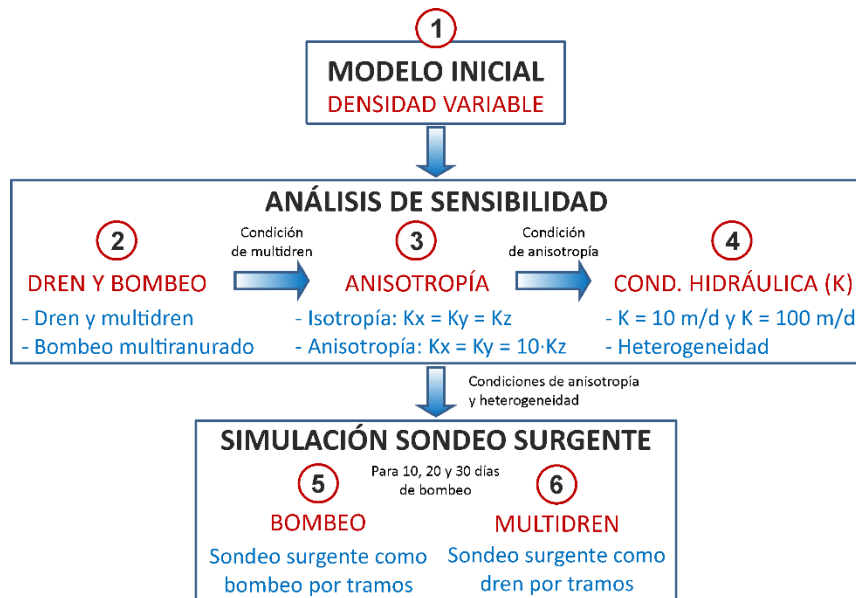 1
MODELO INICIAL
DENSIDAD VARIABLE
ANÁLISIS DE SENSIBILIDAD
2
Condición
de multidren
3
Condición
de anisotropía
4
DREN Y BOMBEO
ANISOTROPÍA
COND. HIDRÁULICA (K)
- Dren y multidren
- Bombeo multiranurado
- Isotropía: Kx = Ky = Kz
- Anisotropía: Kx = Ky = 10·Kz
- K = 10 m/d y K = 100 m/d
- Heterogeneidad
Condiciones de anisotropía
y heterogeneidad
SIMULACIÓN SONDEO SURGENTE
Para 10, 20 y 30 días
de bombeo
5
BOMBEO
Sondeo surgente como
bombeo por tramos
6
MULTIDREN
Sondeo surgente como
dren por tramos